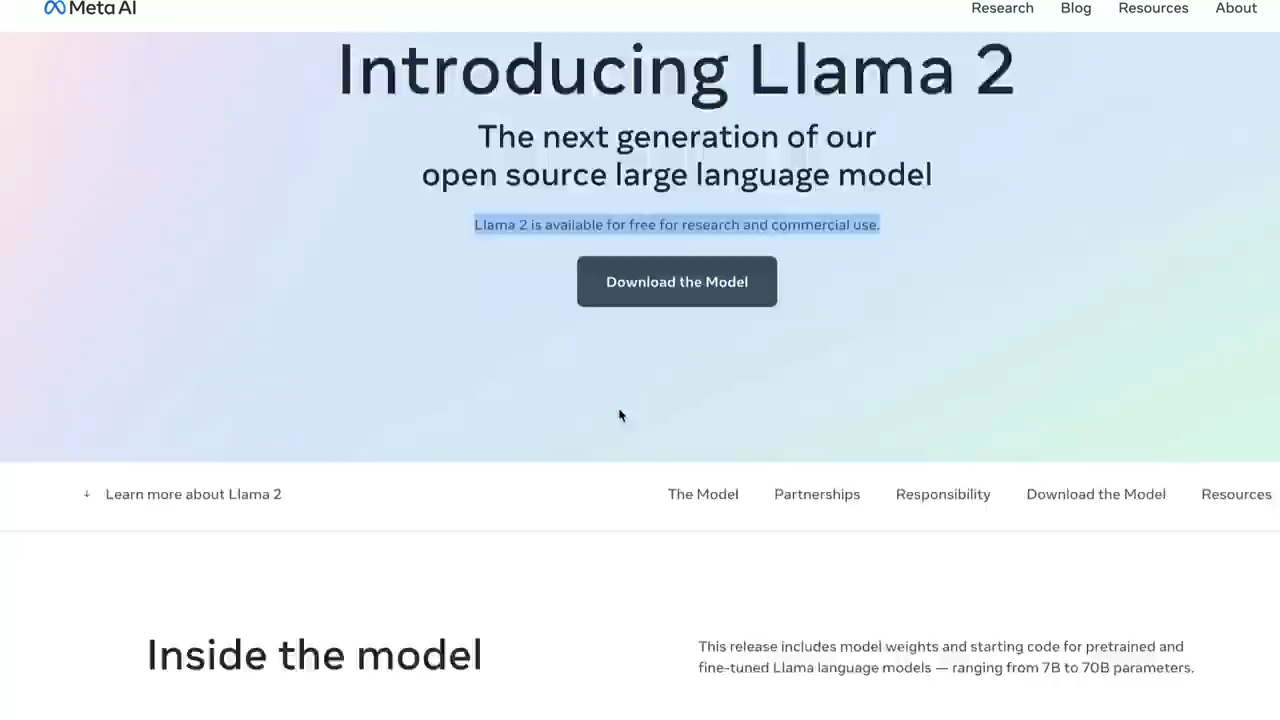 Meta AI
Research Blog Resources About
Introducing Llama 2
The next generation of our
open source large language model
Llama 2 is available for free for research and commercial use.
Download the Model
Learn more about Llama 2
The Model Partnerships Responsibility Download the Model Resources
Inside the model
This release includes model weights and starting code for pretrained and
fine-tuned Llama language models — ranging from 7B to 70B parameters.